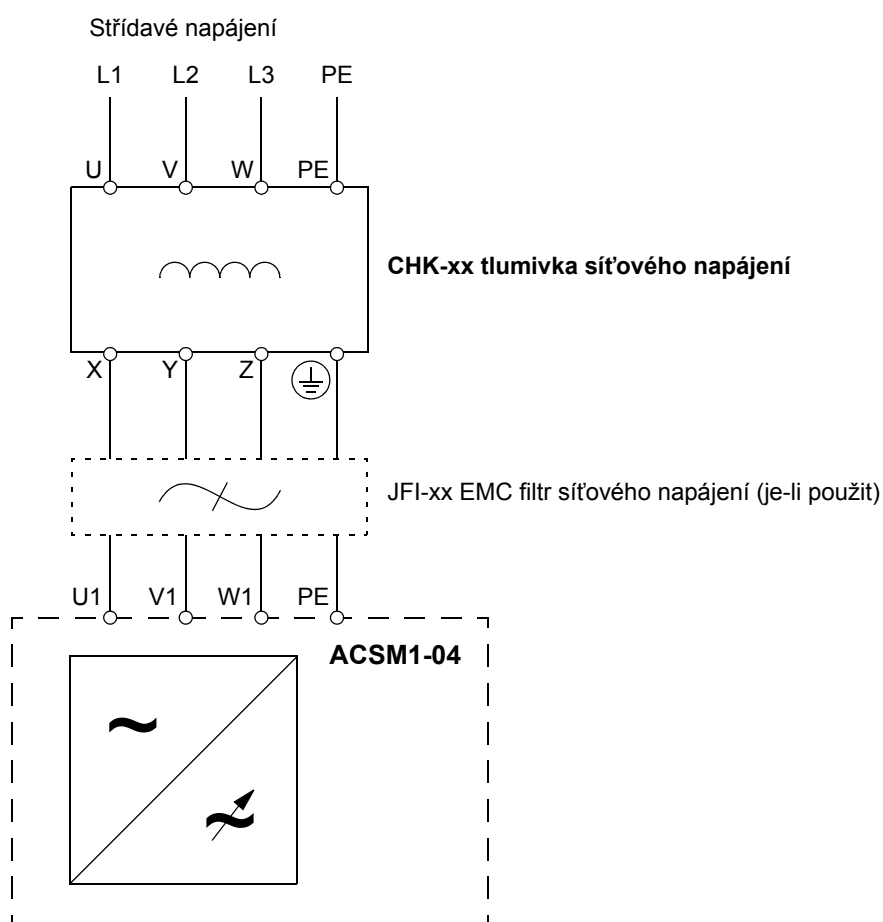 Střídavé napájení
L1 L2 L3 PE
U V W PE
CHK-xx tlumivka síťového napájení
X Y Z
JFI-xx EMC filtr síťového napájení (je-li použit)
U1 V1 W1 PE
ACSM1-04